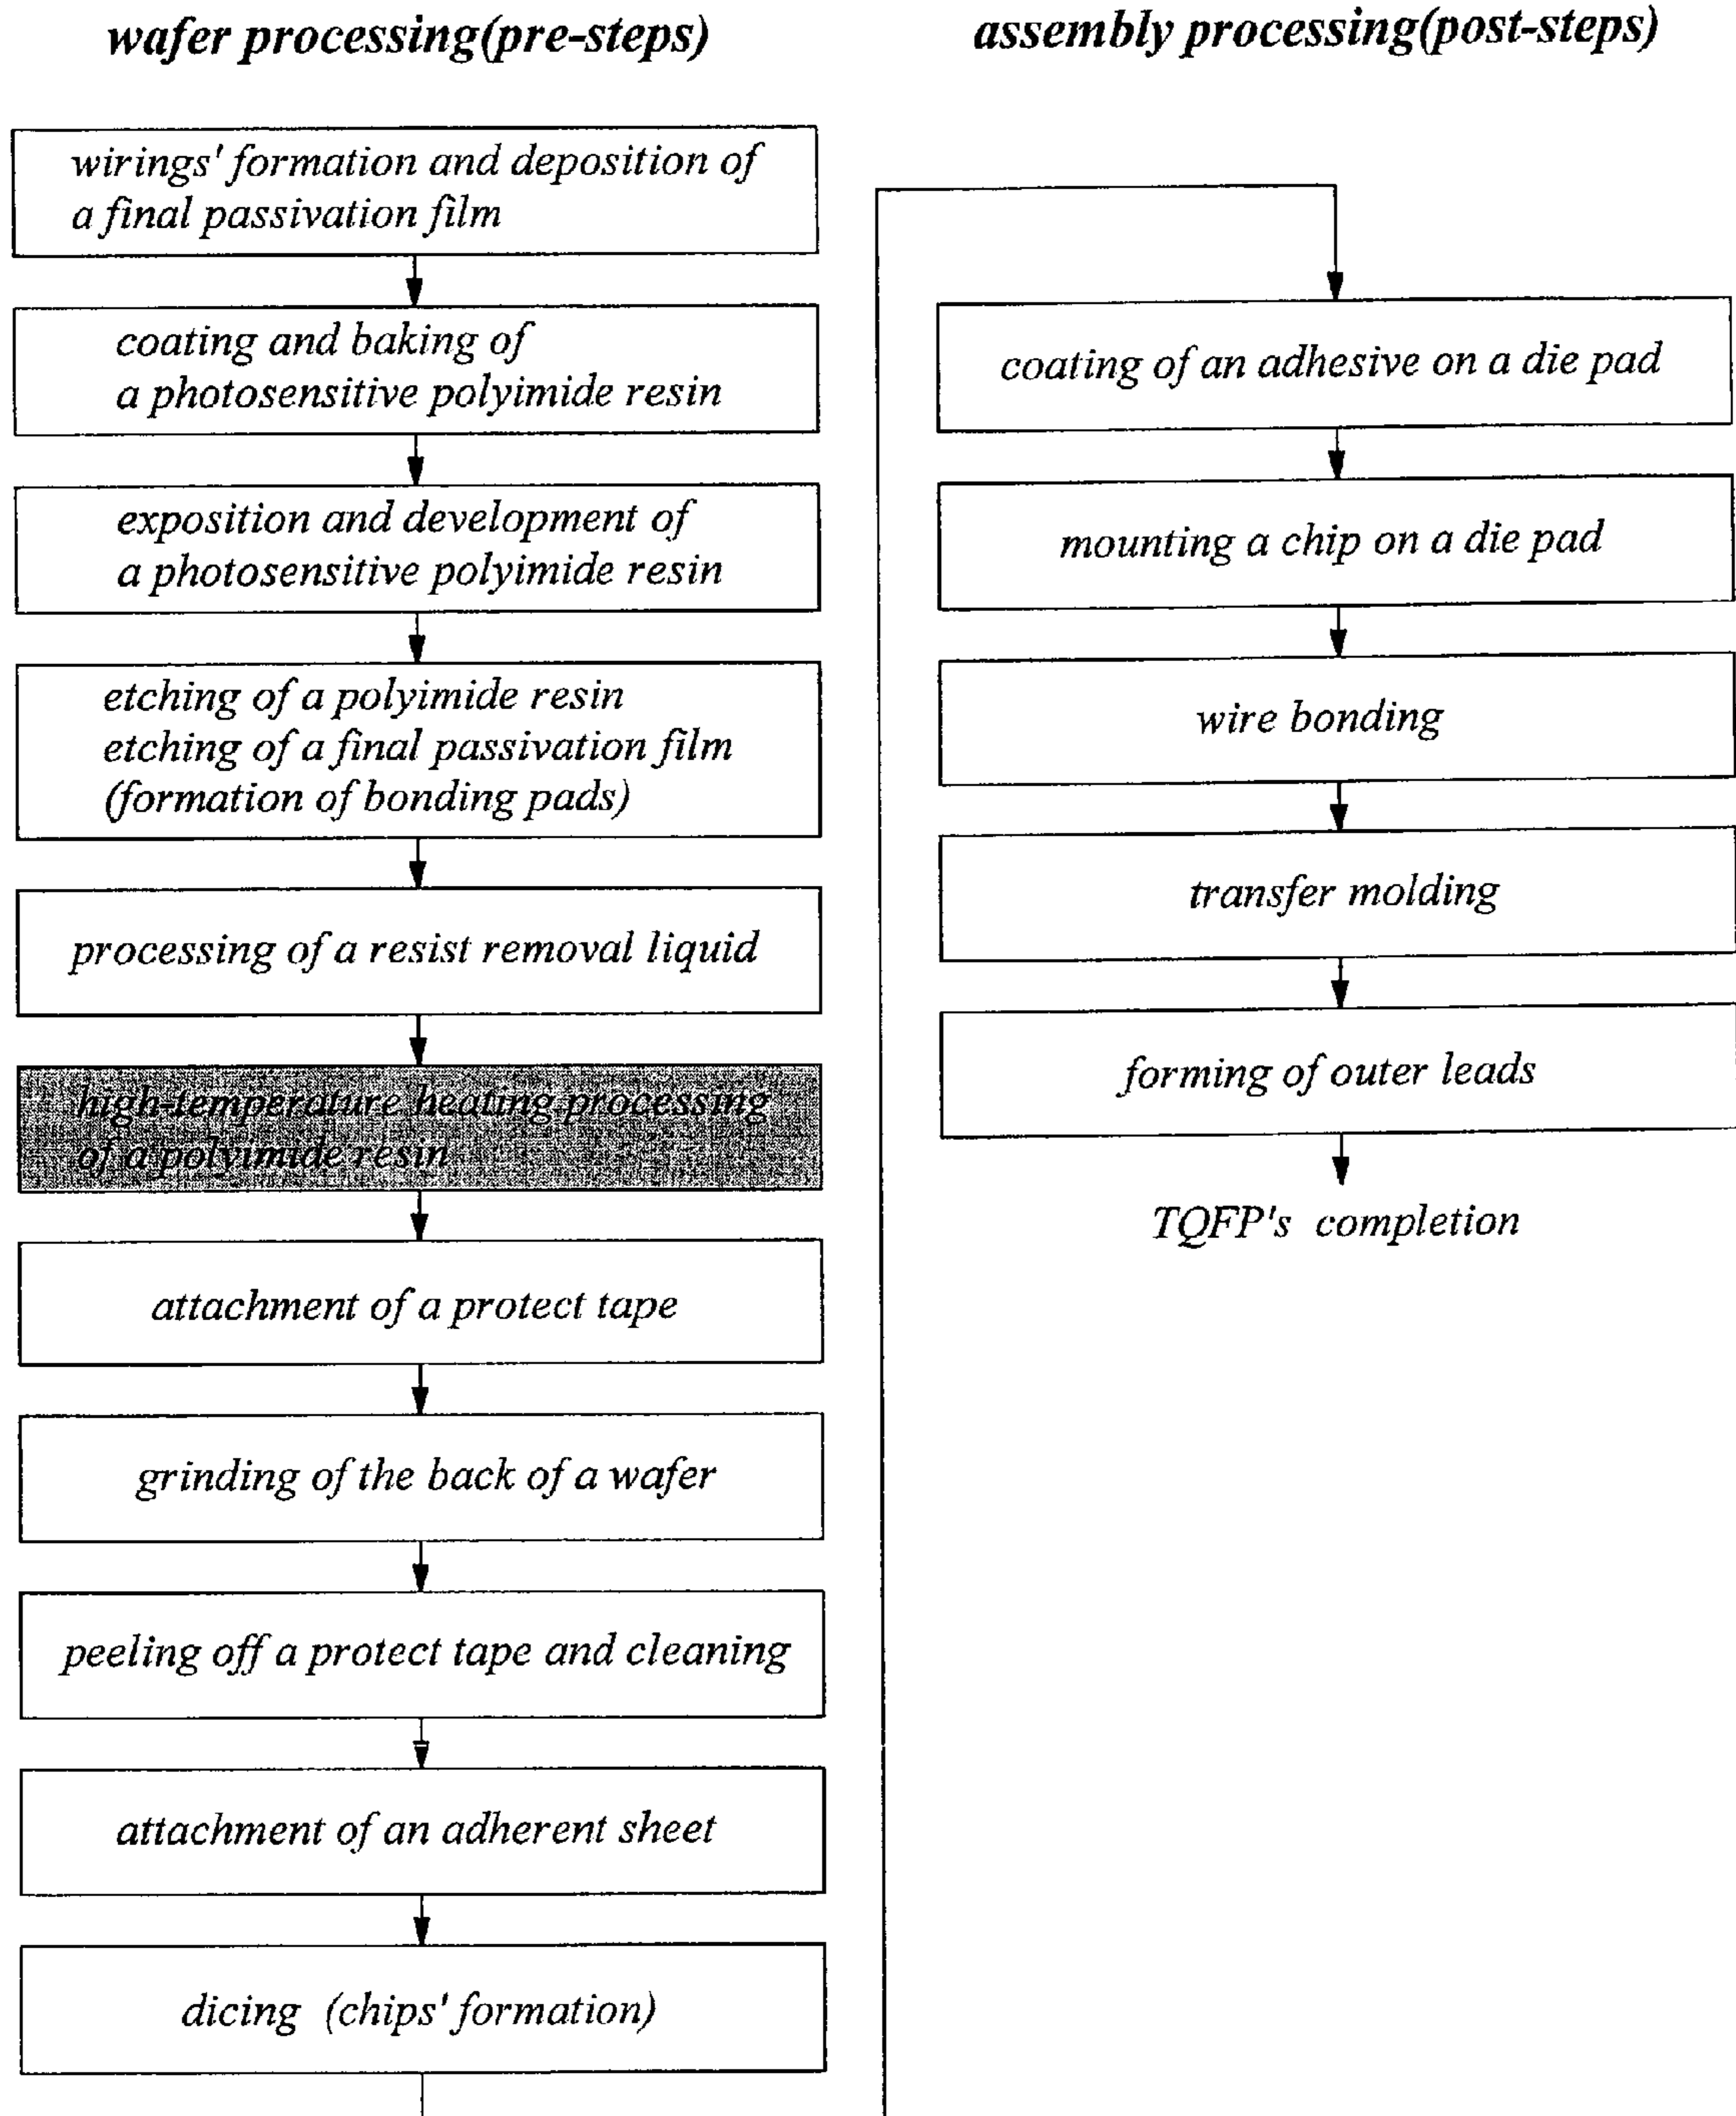 wafer processing(pre-steps)
wirings' formation and deposition of
a final passivation film
coating and baking of
a photosensitive polyimide resin
exposition and development of
a photosensitive polyimide resin
etching of a polyimide resin
etching of a final passivation film
(formation of bonding pads)
processing of a resist removal liquid
high-temperature heating processing
of a polyimide resin
attachment of a protect tape
grinding of the back of a wafer
peeling off a protect tape and cleaning
attachment of an adherent sheet
dicing (chips' formation)
assembly processing(post-steps)
coating of an adhesive on a die pad
mounting a chip on a die pad
wire bonding
transfer molding
forming of outer leads
TQFP's completion